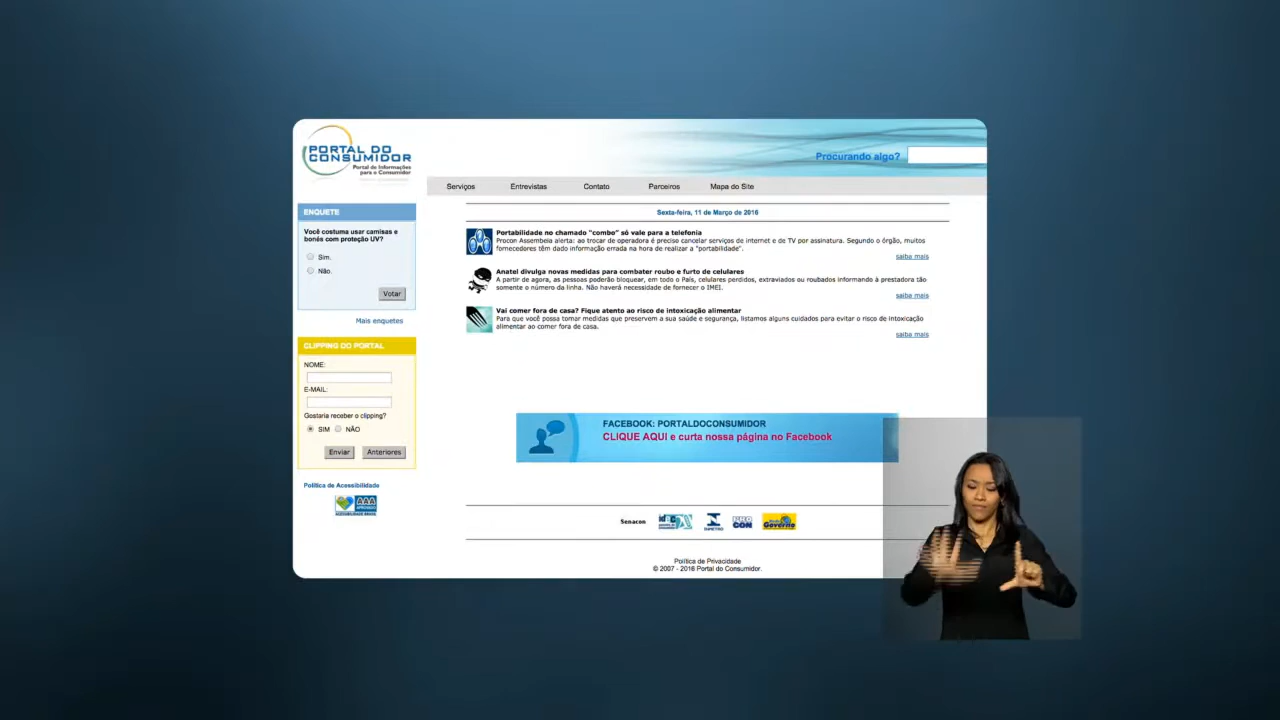 PORTAL DO
CONSUMIDOR
Portal de Informações
para o Consumidor
Procurando algo?
Serviços Entrevistas Contato Parceiros Mapa do Site
ENQUETE
Você costuma usar camisas e
bonés com proteção UV?
Sim.
Não.
Votar
Mais enquetes
CLIPPING DO PORTAL
NOME:
E-MAIL:
Gostaria receber o clipping?
SIM NÃO
Enviar Anteriores
Política de Acessibilidade
AAA
Sexta-feira, 11 de Março de 2016
Portabilidade no chamado "combo" só vale para a telefonia
Procon Assembeia alerta: ao trocar de operadora é preciso cancelar serviços de internet e de TV por assinatura. Segundo o órgão, muitos
fornecedores têm dado informação errada na hora de realizar a "portabilidade".
saiba mais
Anatel divulga novas medidas para combater roubo e furto de celulares
A partir de agora, as pessoas poderão bloquear, em todo o País, celulares perdidos, extraviados ou roubados informando à prestadora tão
somente o número da linha. Não haverá necessidade de fornecer o IMEI.
saiba mais
Vai comer fora de casa? Fique atento ao risco de intoxicação alimentar
Para que você possa tomar medidas que preservem a sua saúde e segurança, listamos alguns cuidados para evitar o risco de intoxicação
alimentar ao comer fora de casa.
saiba mais
FACEBOOK: PORTALDOCONSUMIDOR
CLIQUE AQUI e curta nossa página no Facebook
Senacon
INMETRO
Governo
Política de Privacidade
© 2007 - 2016 Portal do Consumidor.